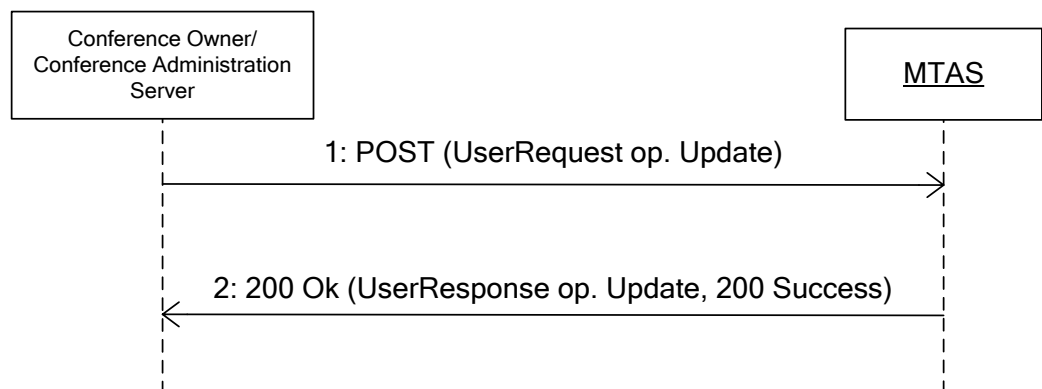 Conference Owner/
Conference Administration
Server
MTAS
1: POST (UserRequest op. Update)
2: 200 Ok (UserResponse op. Update, 200 Success)